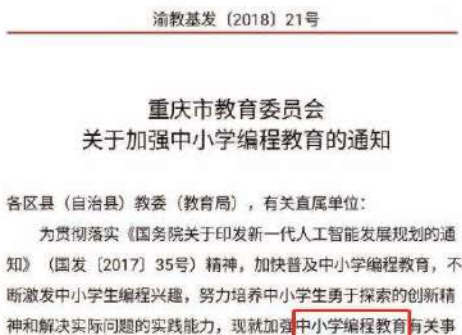 渝教基发〔2018〕21号
重庆市教育委员会
关于加强中小学编程教育的通知
各区县（自治县）教委（教育局），有关直属单位：
为贯彻落实《国务院关于印发新一代人工智能发展规划的通
知》（国发〔2017〕35号）精神，加快普及中小学编程教育，不
断激发中小学生编程兴趣，努力培养中小学生勇于探索的创新精
神和解决实际问题的实践能力，现就加强中小学编程教育有关事